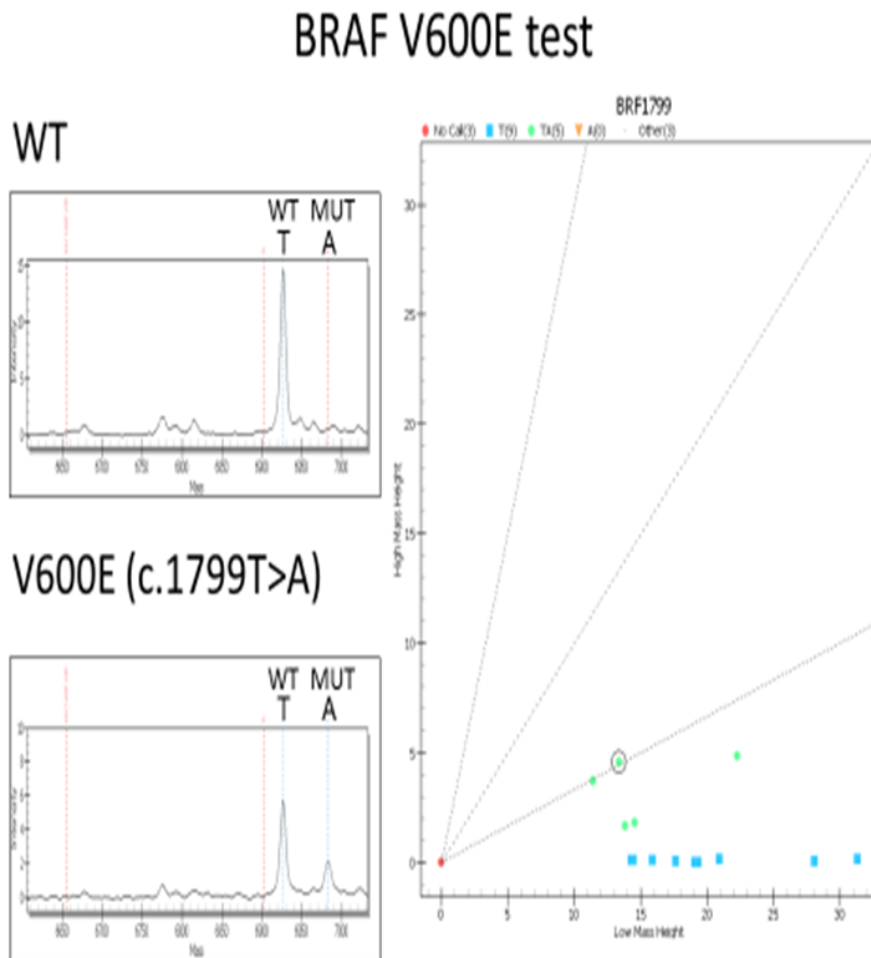 BRAF V600E test
WT
WT MUT
T A
Mass
V600E (c.1799T>A)
WT MUT
T A
Mass
BRF1799
No Call(3) T(9) TA(5) A(0) Other(3)
High Mass Height
30
25
20
15
10
5
0
0 5 10 15 20 25 30
Low Mass Height